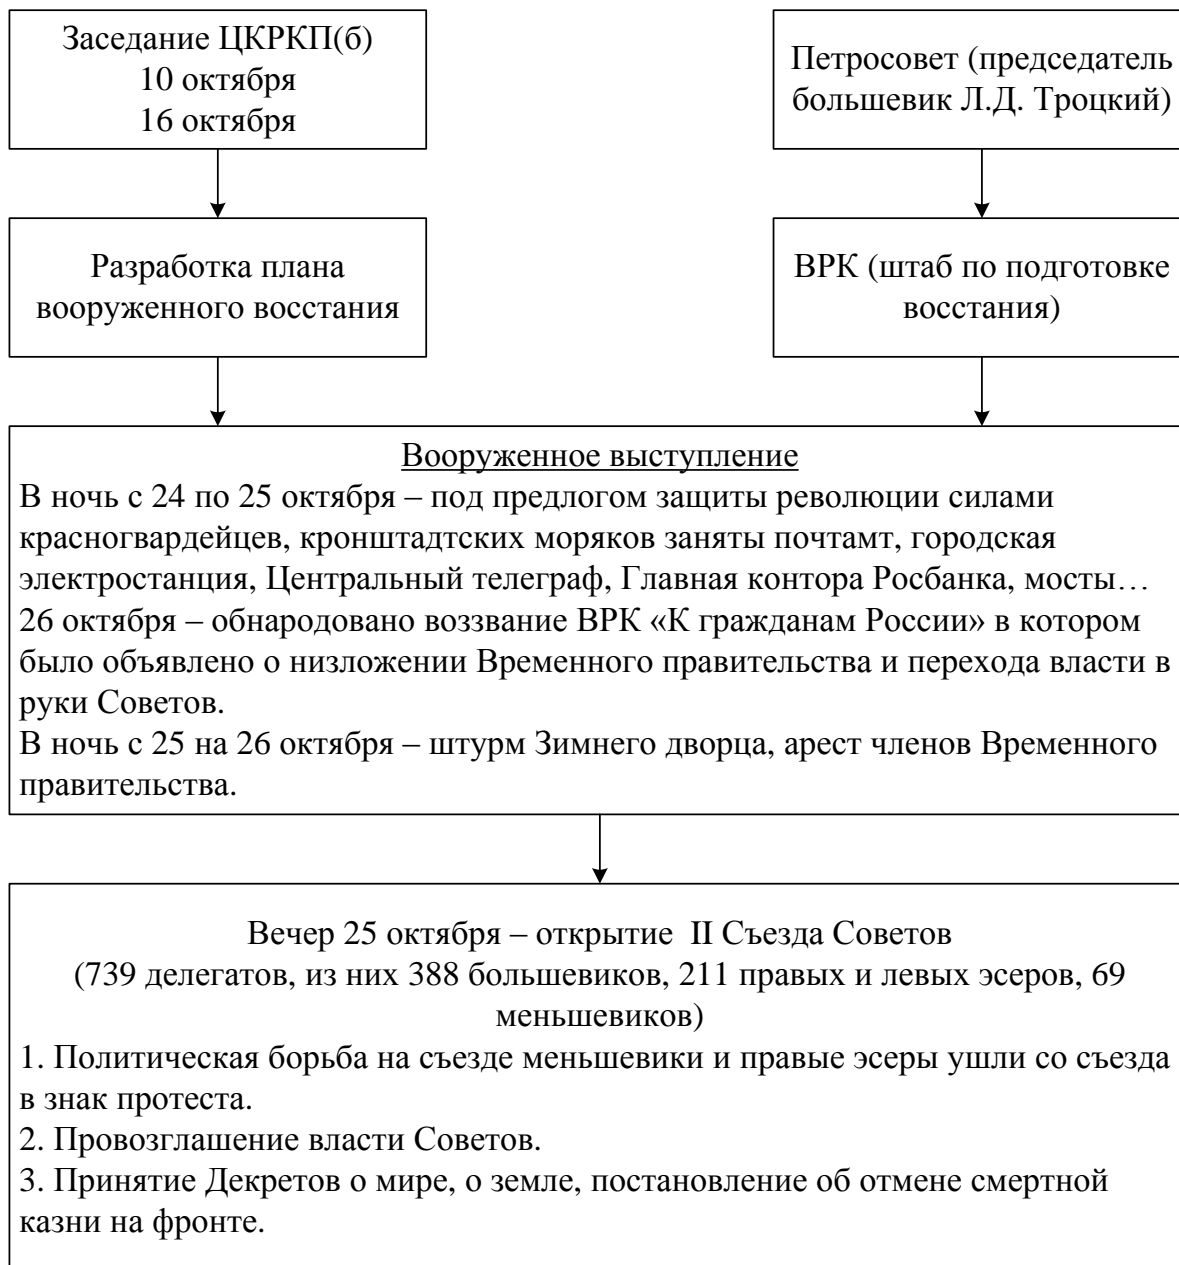 Заседание ЦКРКП(б)
10 октября
16 октября
Петросовет (председатель
большевик Л.Д. Троцкий)
Разработка плана
вооруженного восстания
ВРК (штаб по подготовке
восстания)
Вооруженное выступление
В ночь с 24 по 25 октября – под предлогом защиты революции силами
красногвардейцев, кронштадтских моряков заняты почтамт, городская
электростанция, Центральный телеграф, Главная контора Росбанка, мосты…
26 октября – обнародовано воззвание ВРК «К гражданам России» в котором
было объявлено о низложении Временного правительства и перехода власти в
руки Советов.
В ночь с 25 на 26 октября – штурм Зимнего дворца, арест членов Временного
правительства.
Вечер 25 октября – открытие II Съезда Советов
(739 делегатов, из них 388 большевиков, 211 правых и левых эсеров, 69
меньшевиков)
1. Политическая борьба на съезде меньшевики и правые эсеры ушли со съезда
в знак протеста.
2. Провозглашение власти Советов.
3. Принятие Декретов о мире, о земле, постановление об отмене смертной
казни на фронте.